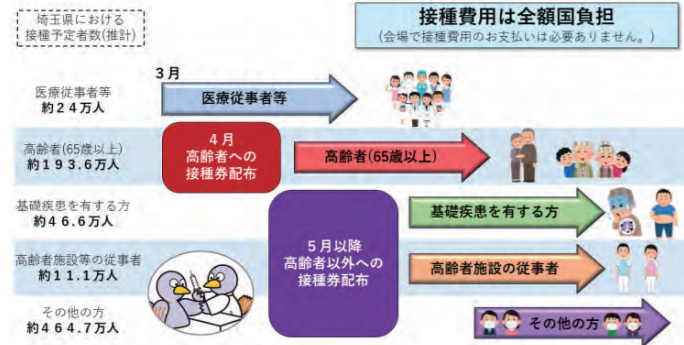 埼玉県における
接種予定者数(推計)
接種費用は全額国負担
(会場で接種費用のお支払いは必要ありません。)
3月
医療従事者等
約24万人
医療従事者等
高齢者(65歳以上)
約193.6万人
4月
高齢者への
接種券配布
高齢者(65歳以上)
基礎疾患を有する方
約46.6万人
基礎疾患を有する方
5月以降
高齢者以外への
接種券配布
高齢者施設等の従事者
約11.1万人
高齢者施設の従事者
その他の方
約464.7万人
その他の方